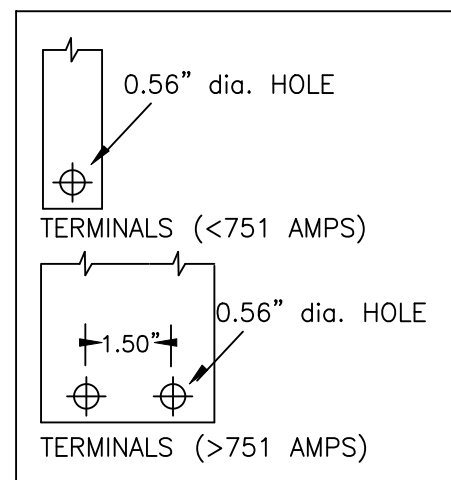 0.56” dia. HOLE
TERMINALS (<751 AMPS)
0.56” dia. HOLE
1.50”
TERMINALS (>751 AMPS)